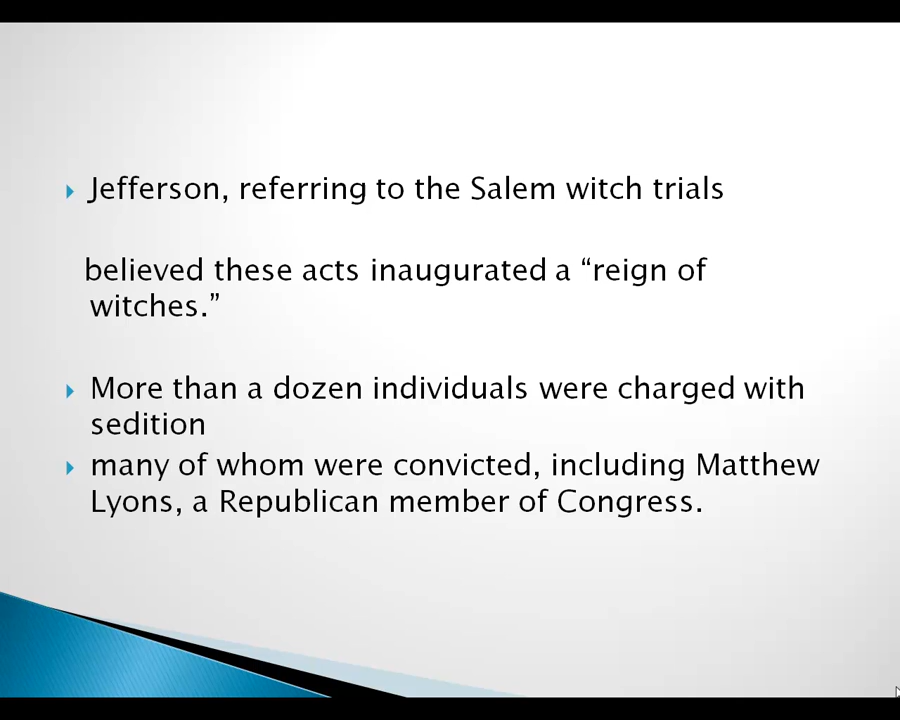 Jefferson, referring to the Salem witch trials
believed these acts inaugurated a “reign of
witches.”
More than a dozen individuals were charged with
sedition
many of whom were convicted, including Matthew
Lyons, a Republican member of Congress.